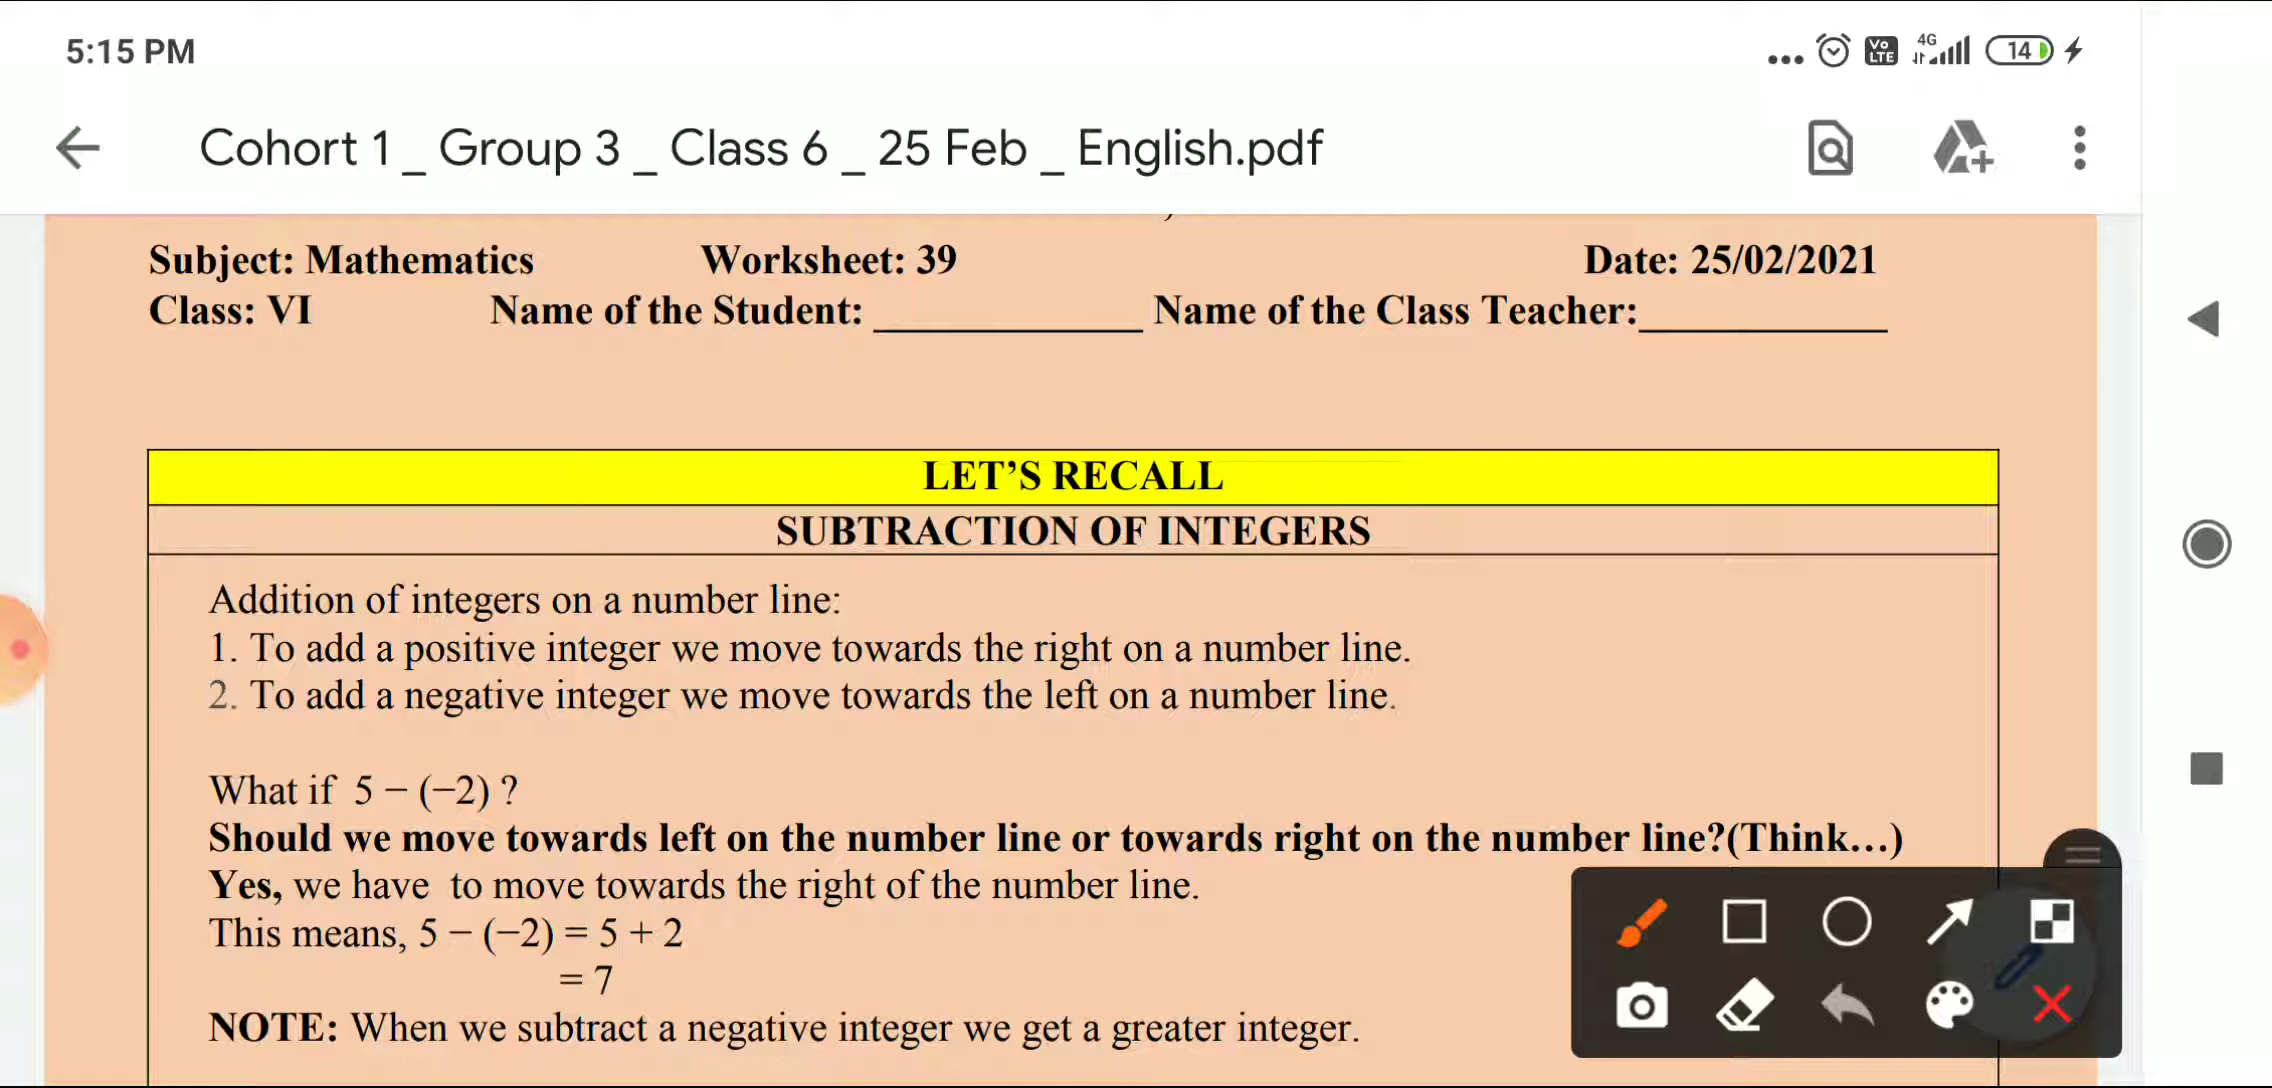 5:15 PM
... Vo LTE 4G 14
Cohort 1 _ Group 3 _ Class 6 _ 25 Feb _ English.pdf
Subject: Mathematics Worksheet: 39 Date: 25/02/2021
Class: VI Name of the Student: ____________ Name of the Class Teacher:___________
LET’S RECALL
SUBTRACTION OF INTEGERS
Addition of integers on a number line:
1. To add a positive integer we move towards the right on a number line.
2. To add a negative integer we move towards the left on a number line.
What if 5 – (–2) ?
Should we move towards left on the number line or towards right on the number line?(Think…)
Yes, we have to move towards the right of the number line.
This means, 5 – (–2) = 5 + 2
= 7
NOTE: When we subtract a negative integer we get a greater integer.